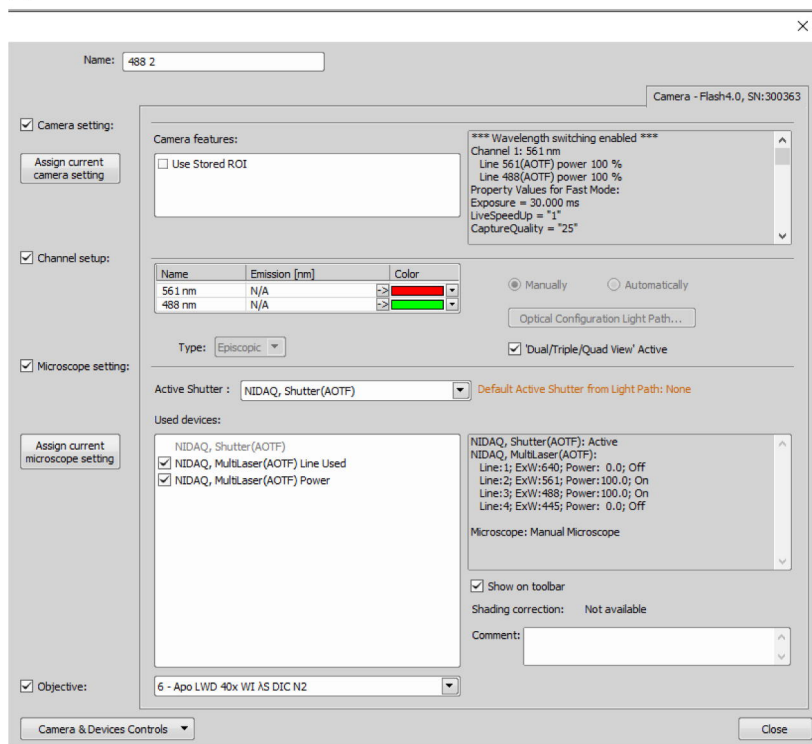 Name: 488 2
Camera - Flash4.0, SN:300363
Camera setting:
Assign current
camera setting
Camera features:
Use Stored ROI
*** Wavelength switching enabled ***
Channel 1: 561 nm
Line 561(AOTF) power 100 %
Line 488(AOTF) power 100 %
Property Values for Fast Mode:
Exposure = 30.000 ms
LiveSpeedUp = "1"
CaptureQuality = "25"
Channel setup:
Name Emission [nm] Color
561 nm N/A ->
488 nm N/A ->
Manually Automatically
Optical Configuration Light Path...
Type: Episcopic
'Dual/Triple/Quad View' Active
Microscope setting:
Active Shutter : NIDAQ, Shutter(AOTF) Default Active Shutter from Light Path: None
Used devices:
Assign current
microscope setting
NIDAQ, Shutter(AOTF)
NIDAQ, MultiLaser(AOTF) Line Used
NIDAQ, MultiLaser(AOTF) Power
NIDAQ, Shutter(AOTF): Active
NIDAQ, MultiLaser(AOTF):
Line:1; ExW:640; Power: 0.0; Off
Line:2; ExW:561; Power:100.0; On
Line:3; ExW:488; Power:100.0; On
Line:4; ExW:445; Power: 0.0; Off
Microscope: Manual Microscope
Show on toolbar
Shading correction: Not available
Comment:
Objective: 6 - Apo LWD 40x WI λS DIC N2
Camera & Devices Controls Close